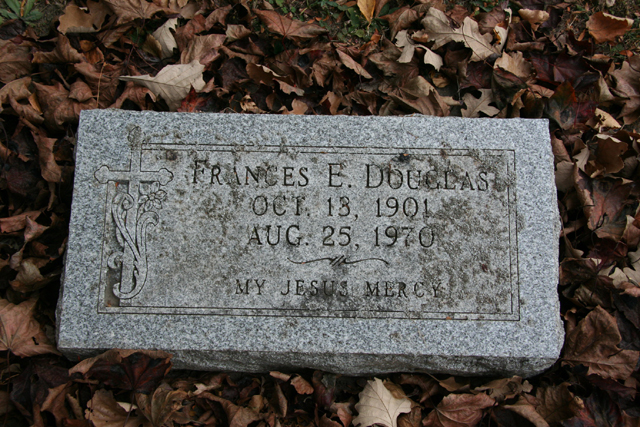 FRANCES E. DOUGLAS
OCT. 13, 1901
AUG. 25, 1970
MY JESUS MERCY